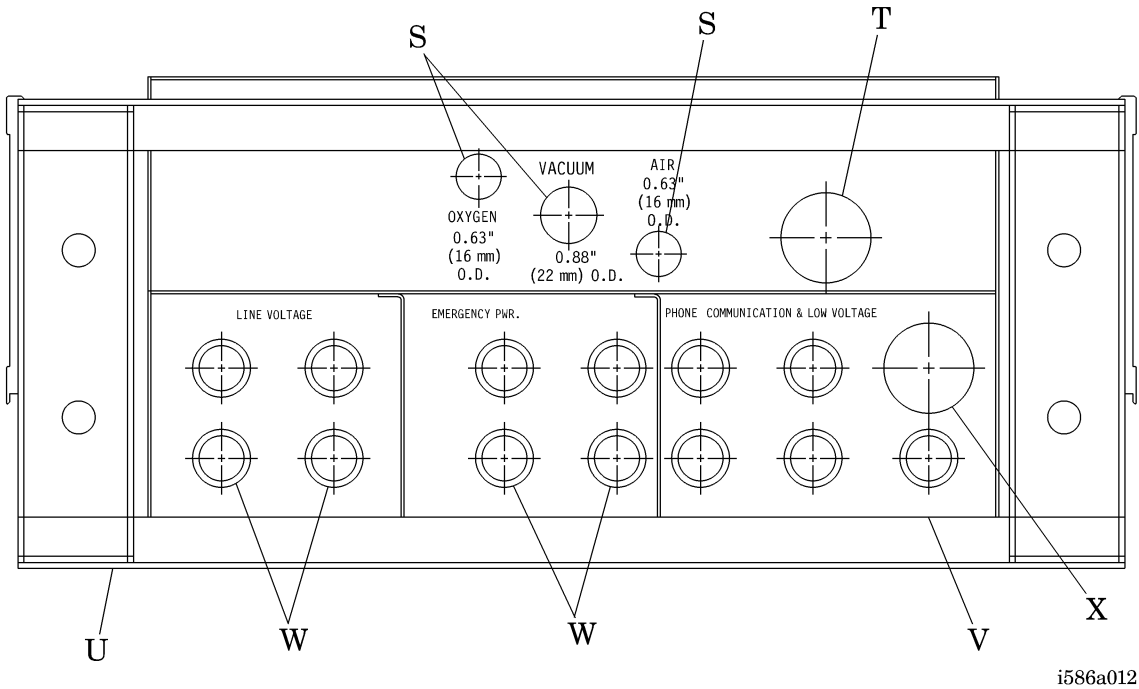 S
S
T
VACUUM
AIR
0.63"
(16 mm)
O.D.
OXYGEN
0.63"
(16 mm)
O.D.
0.88"
(22 mm) O.D.
LINE VOLTAGE
EMERGENCY PWR.
PHONE COMMUNICATION & LOW VOLTAGE
U
W
W
V
X
i586a012